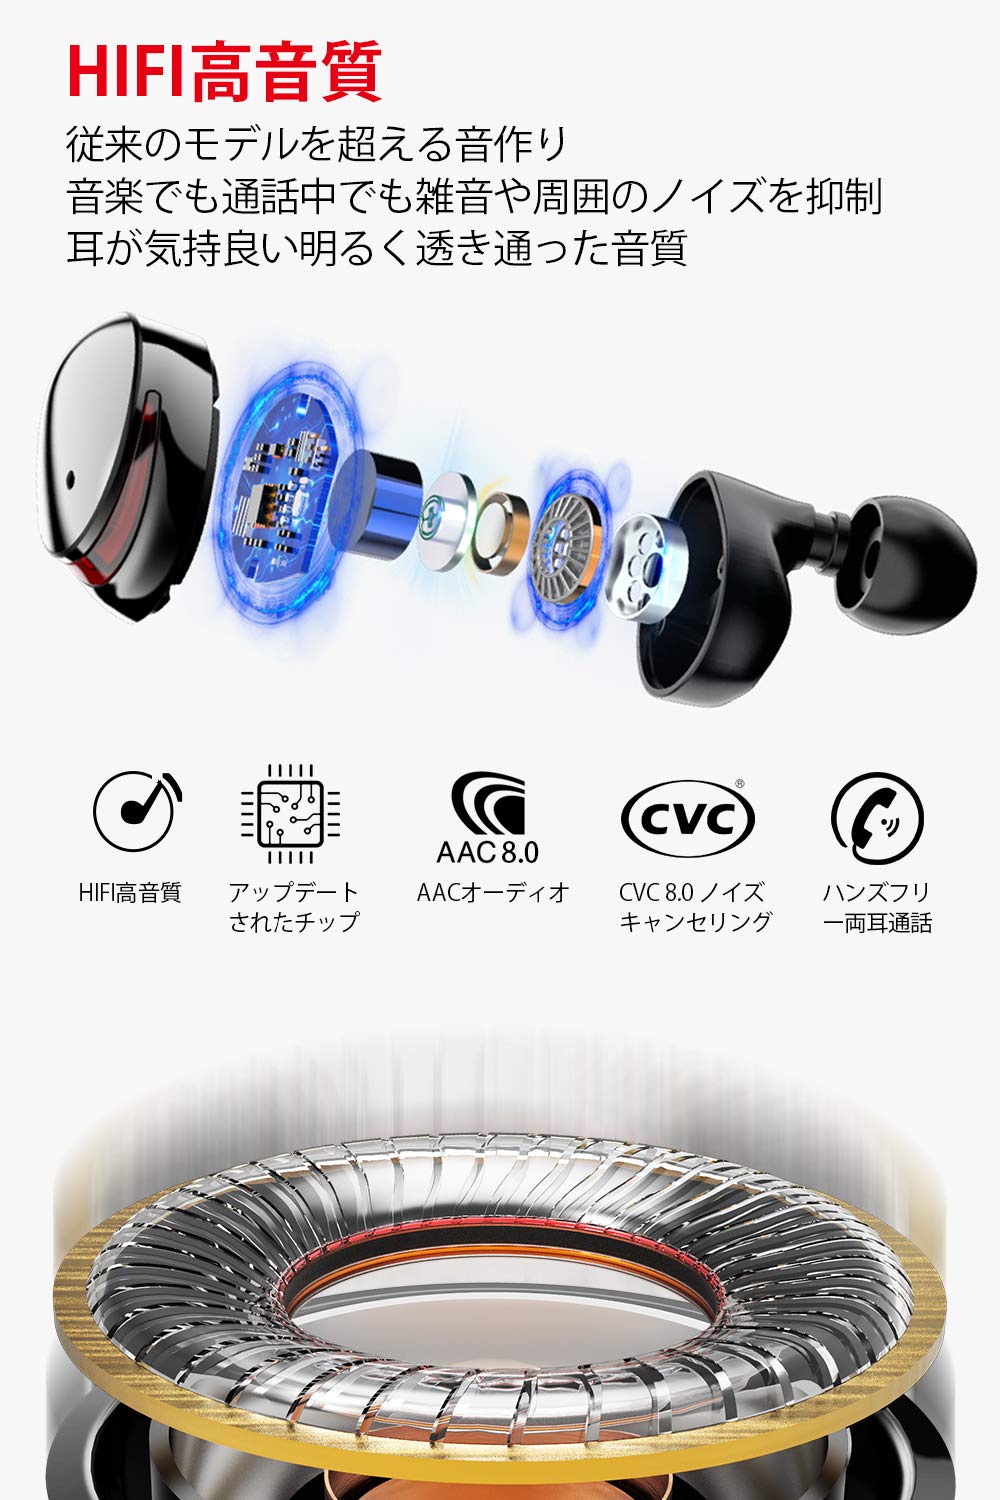 HIFI高音質
従来のモデルを超える音作り
音楽でも通話中でも雑音や周囲のノイズを抑制
耳が気持良い明るく透き通った音質
AAC 8.0
CVC®
HIFI高音質
アップデート
されたチップ
AACオーディオ
CVC 8.0 ノイズ
キャンセリング
ハンズフリ
ー両耳通話